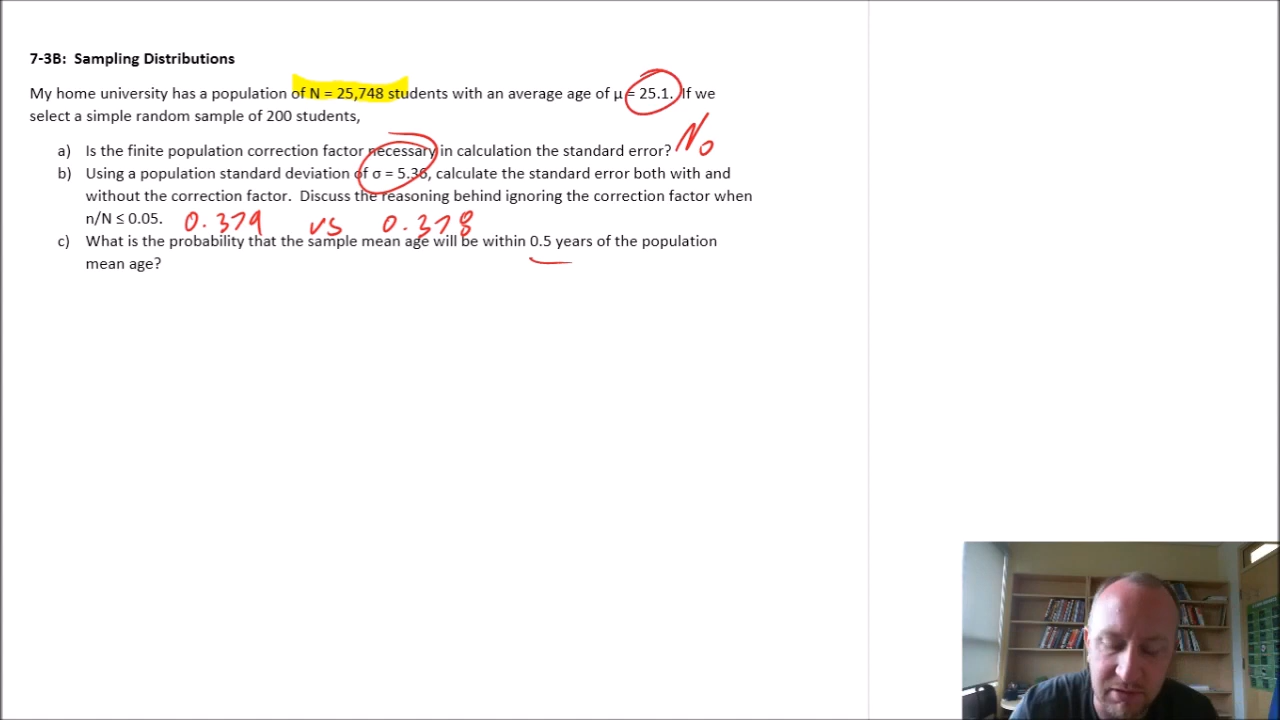 7-3B: Sampling Distributions
My home university has a population of N = 25,748 students with an average age of μ = 25.1. If we
select a simple random sample of 200 students,
a) Is the finite population correction factor necessary in calculation the standard error? No
b) Using a population standard deviation of σ = 5.36, calculate the standard error both with and
without the correction factor. Discuss the reasoning behind ignoring the correction factor when
n/N ≤ 0.05. 0.379 vs 0.378
c) What is the probability that the sample mean age will be within 0.5 years of the population
mean age?